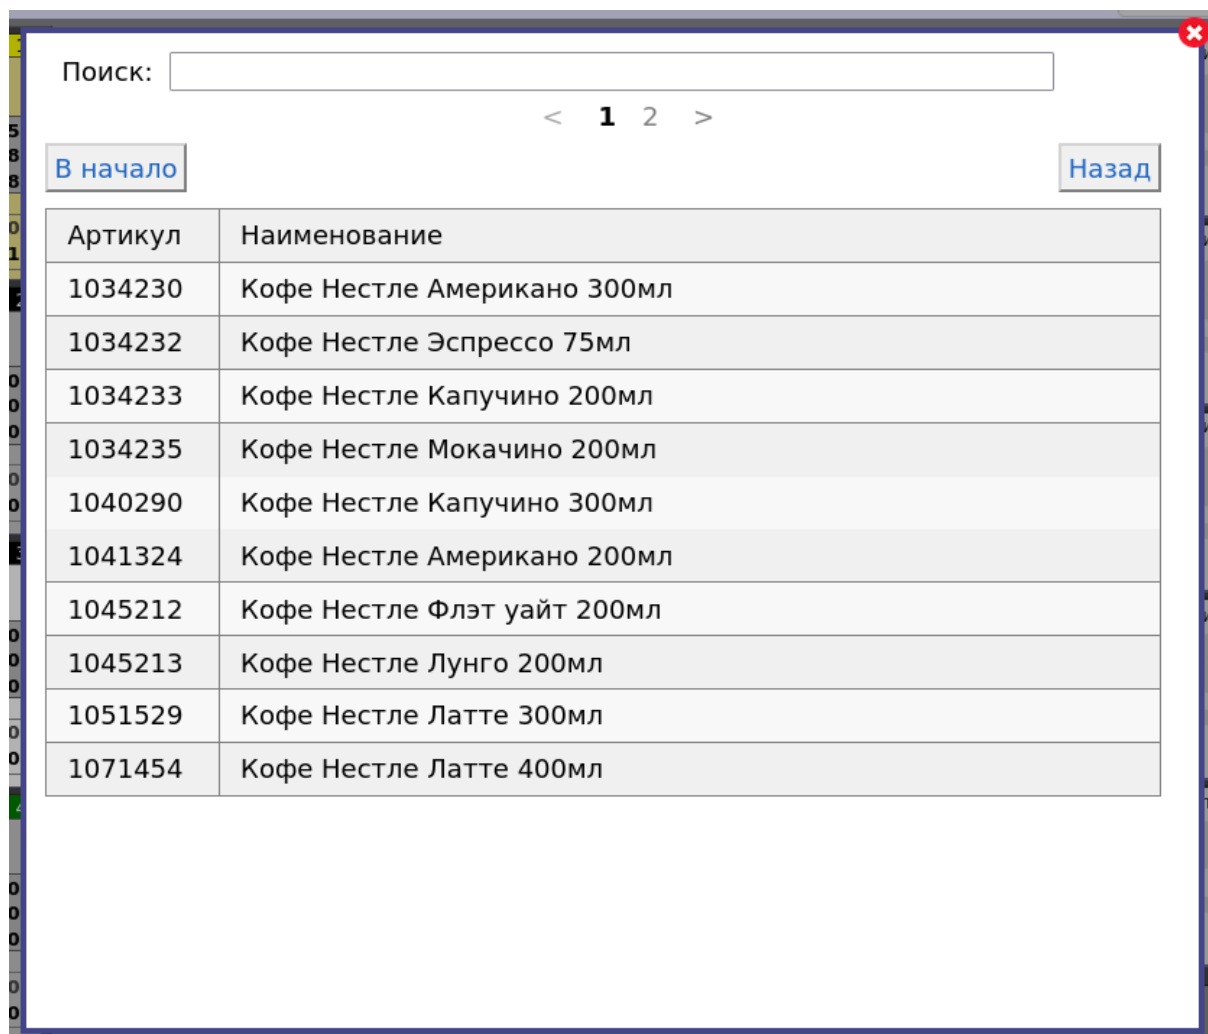 Поиск:
< 1 2 >
В начало Назад
Артикул Наименование
1034230 Кофе Нестле Американо 300мл
1034232 Кофе Нестле Эспрессо 75мл
1034233 Кофе Нестле Капучино 200мл
1034235 Кофе Нестле Мокачино 200мл
1040290 Кофе Нестле Капучино 300мл
1041324 Кофе Нестле Американо 200мл
1045212 Кофе Нестле Флэт уайт 200мл
1045213 Кофе Нестле Лунго 200мл
1051529 Кофе Нестле Латте 300мл
1071454 Кофе Нестле Латте 400мл